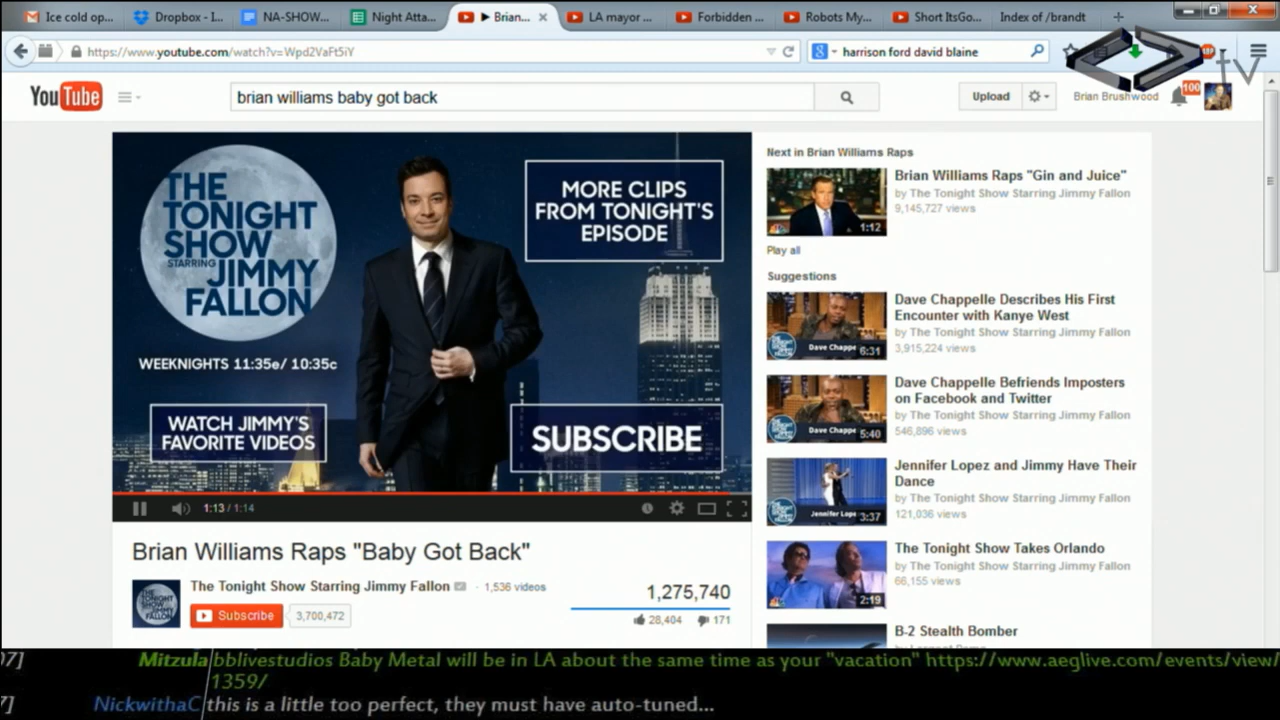 Ice cold op...
Dropbox - I...
NA-SHOW...
Night Atta...
▶ Brian...
LA mayor ...
Forbidden ...
Robots My...
Short ItsGo...
Index of /brandt
https://www.youtube.com/watch?v=Wpd2VaFt5iY
harrison ford david blaine
tv
YouTube
brian williams baby got back
Upload
Brian Brushwood
100
THE
TONIGHT
SHOW
STARRING JIMMY
FALLON
WEEKNIGHTS 11:35e/ 10:35c
MORE CLIPS
FROM TONIGHT'S
EPISODE
WATCH JIMMY'S
FAVORITE VIDEOS
SUBSCRIBE
1:13 / 1:14
Brian Williams Raps "Baby Got Back"
THE TONIGHT SHOW
The Tonight Show Starring Jimmy Fallon · 1,536 videos
Subscribe 3,700,472
1,275,740
28,404 171
Next in Brian Williams Raps
Brian Williams Raps "Gin and Juice"
by The Tonight Show Starring Jimmy Fallon
9,145,727 views
1:12
Play all
Suggestions
Dave Chappelle Describes His First
Encounter with Kanye West
by The Tonight Show Starring Jimmy Fallon
3,915,224 views
Dave Chappe 6:31
Dave Chappelle Befriends Imposters
on Facebook and Twitter
by The Tonight Show Starring Jimmy Fallon
546,896 views
Dave Chappe 5:40
Jennifer Lopez and Jimmy Have Their
Dance
by The Tonight Show Starring Jimmy Fallon
121,036 views
Jennifer Lope 3:37
The Tonight Show Takes Orlando
by The Tonight Show Starring Jimmy Fallon
66,155 views
2:19
B-2 Stealth Bomber
07] Mitzula bblivestudios Baby Metal will be in LA about the same time as your "vacation" https://www.aeglive.com/events/view/
1359/
7] NickwithaC this is a little too perfect, they must have auto-tuned...